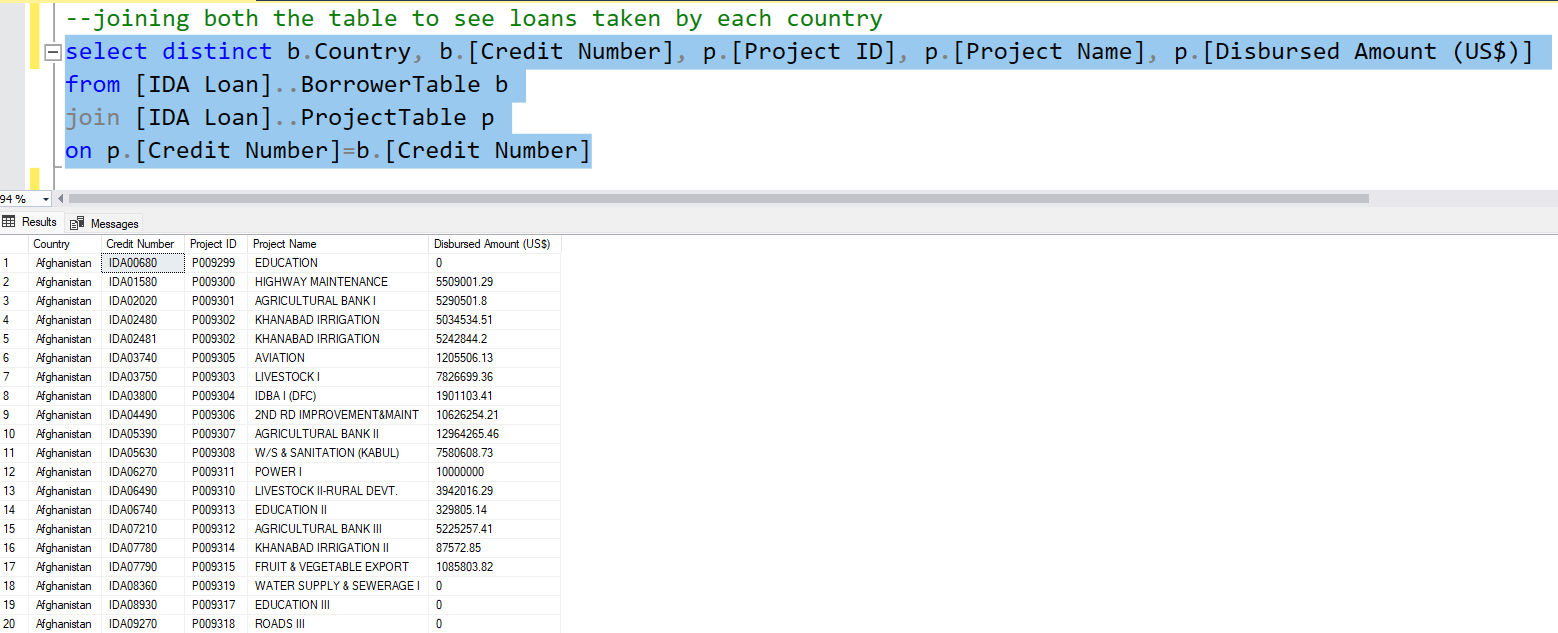 --joining both the table to see loans taken by each country
select distinct b.Country, b.[Credit Number], p.[Project ID], p.[Project Name], p.[Disbursed Amount (US$)]
from [IDA Loan]..BorrowerTable b
join [IDA Loan]..ProjectTable p
on p.[Credit Number]=b.[Credit Number]
94 %
Results Messages
Country Credit Number Project ID Project Name Disbursed Amount (US$)
1 Afghanistan IDA00680 P009299 EDUCATION 0
2 Afghanistan IDA01580 P009300 HIGHWAY MAINTENANCE 5509001.29
3 Afghanistan IDA02020 P009301 AGRICULTURAL BANK I 5290501.8
4 Afghanistan IDA02480 P009302 KHANABAD IRRIGATION 5034534.51
5 Afghanistan IDA02481 P009302 KHANABAD IRRIGATION 5242844.2
6 Afghanistan IDA03740 P009305 AVIATION 1205506.13
7 Afghanistan IDA03750 P009303 LIVESTOCK I 7826699.36
8 Afghanistan IDA03800 P009304 IDBA I (DFC) 1901103.41
9 Afghanistan IDA04490 P009306 2ND RD IMPROVEMENT&MAINT 10626254.21
10 Afghanistan IDA05390 P009307 AGRICULTURAL BANK II 12964265.46
11 Afghanistan IDA05630 P009308 W/S & SANITATION (KABUL) 7580608.73
12 Afghanistan IDA06270 P009311 POWER I 10000000
13 Afghanistan IDA06490 P009310 LIVESTOCK II-RURAL DEVT. 3942016.29
14 Afghanistan IDA06740 P009313 EDUCATION II 329805.14
15 Afghanistan IDA07210 P009312 AGRICULTURAL BANK III 5225257.41
16 Afghanistan IDA07780 P009314 KHANABAD IRRIGATION II 87572.85
17 Afghanistan IDA07790 P009315 FRUIT & VEGETABLE EXPORT 1085803.82
18 Afghanistan IDA08360 P009319 WATER SUPPLY & SEWERAGE I 0
19 Afghanistan IDA08930 P009317 EDUCATION III 0
20 Afghanistan IDA09270 P009318 ROADS III 0